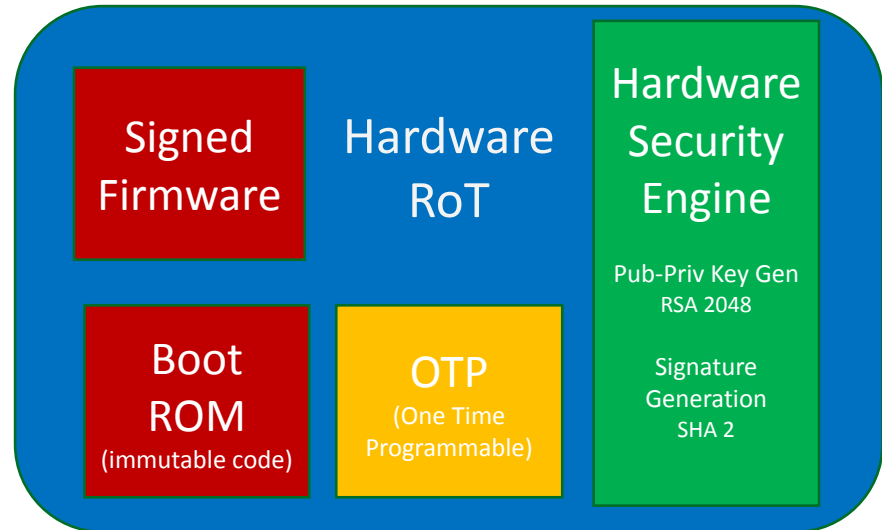 Signed
Firmware
Hardware
RoT
Hardware
Security
Engine
Pub-Priv Key Gen
RSA 2048
Signature
Generation
SHA 2
Boot
ROM
(immutable code)
OTP
(One Time
Programmable)